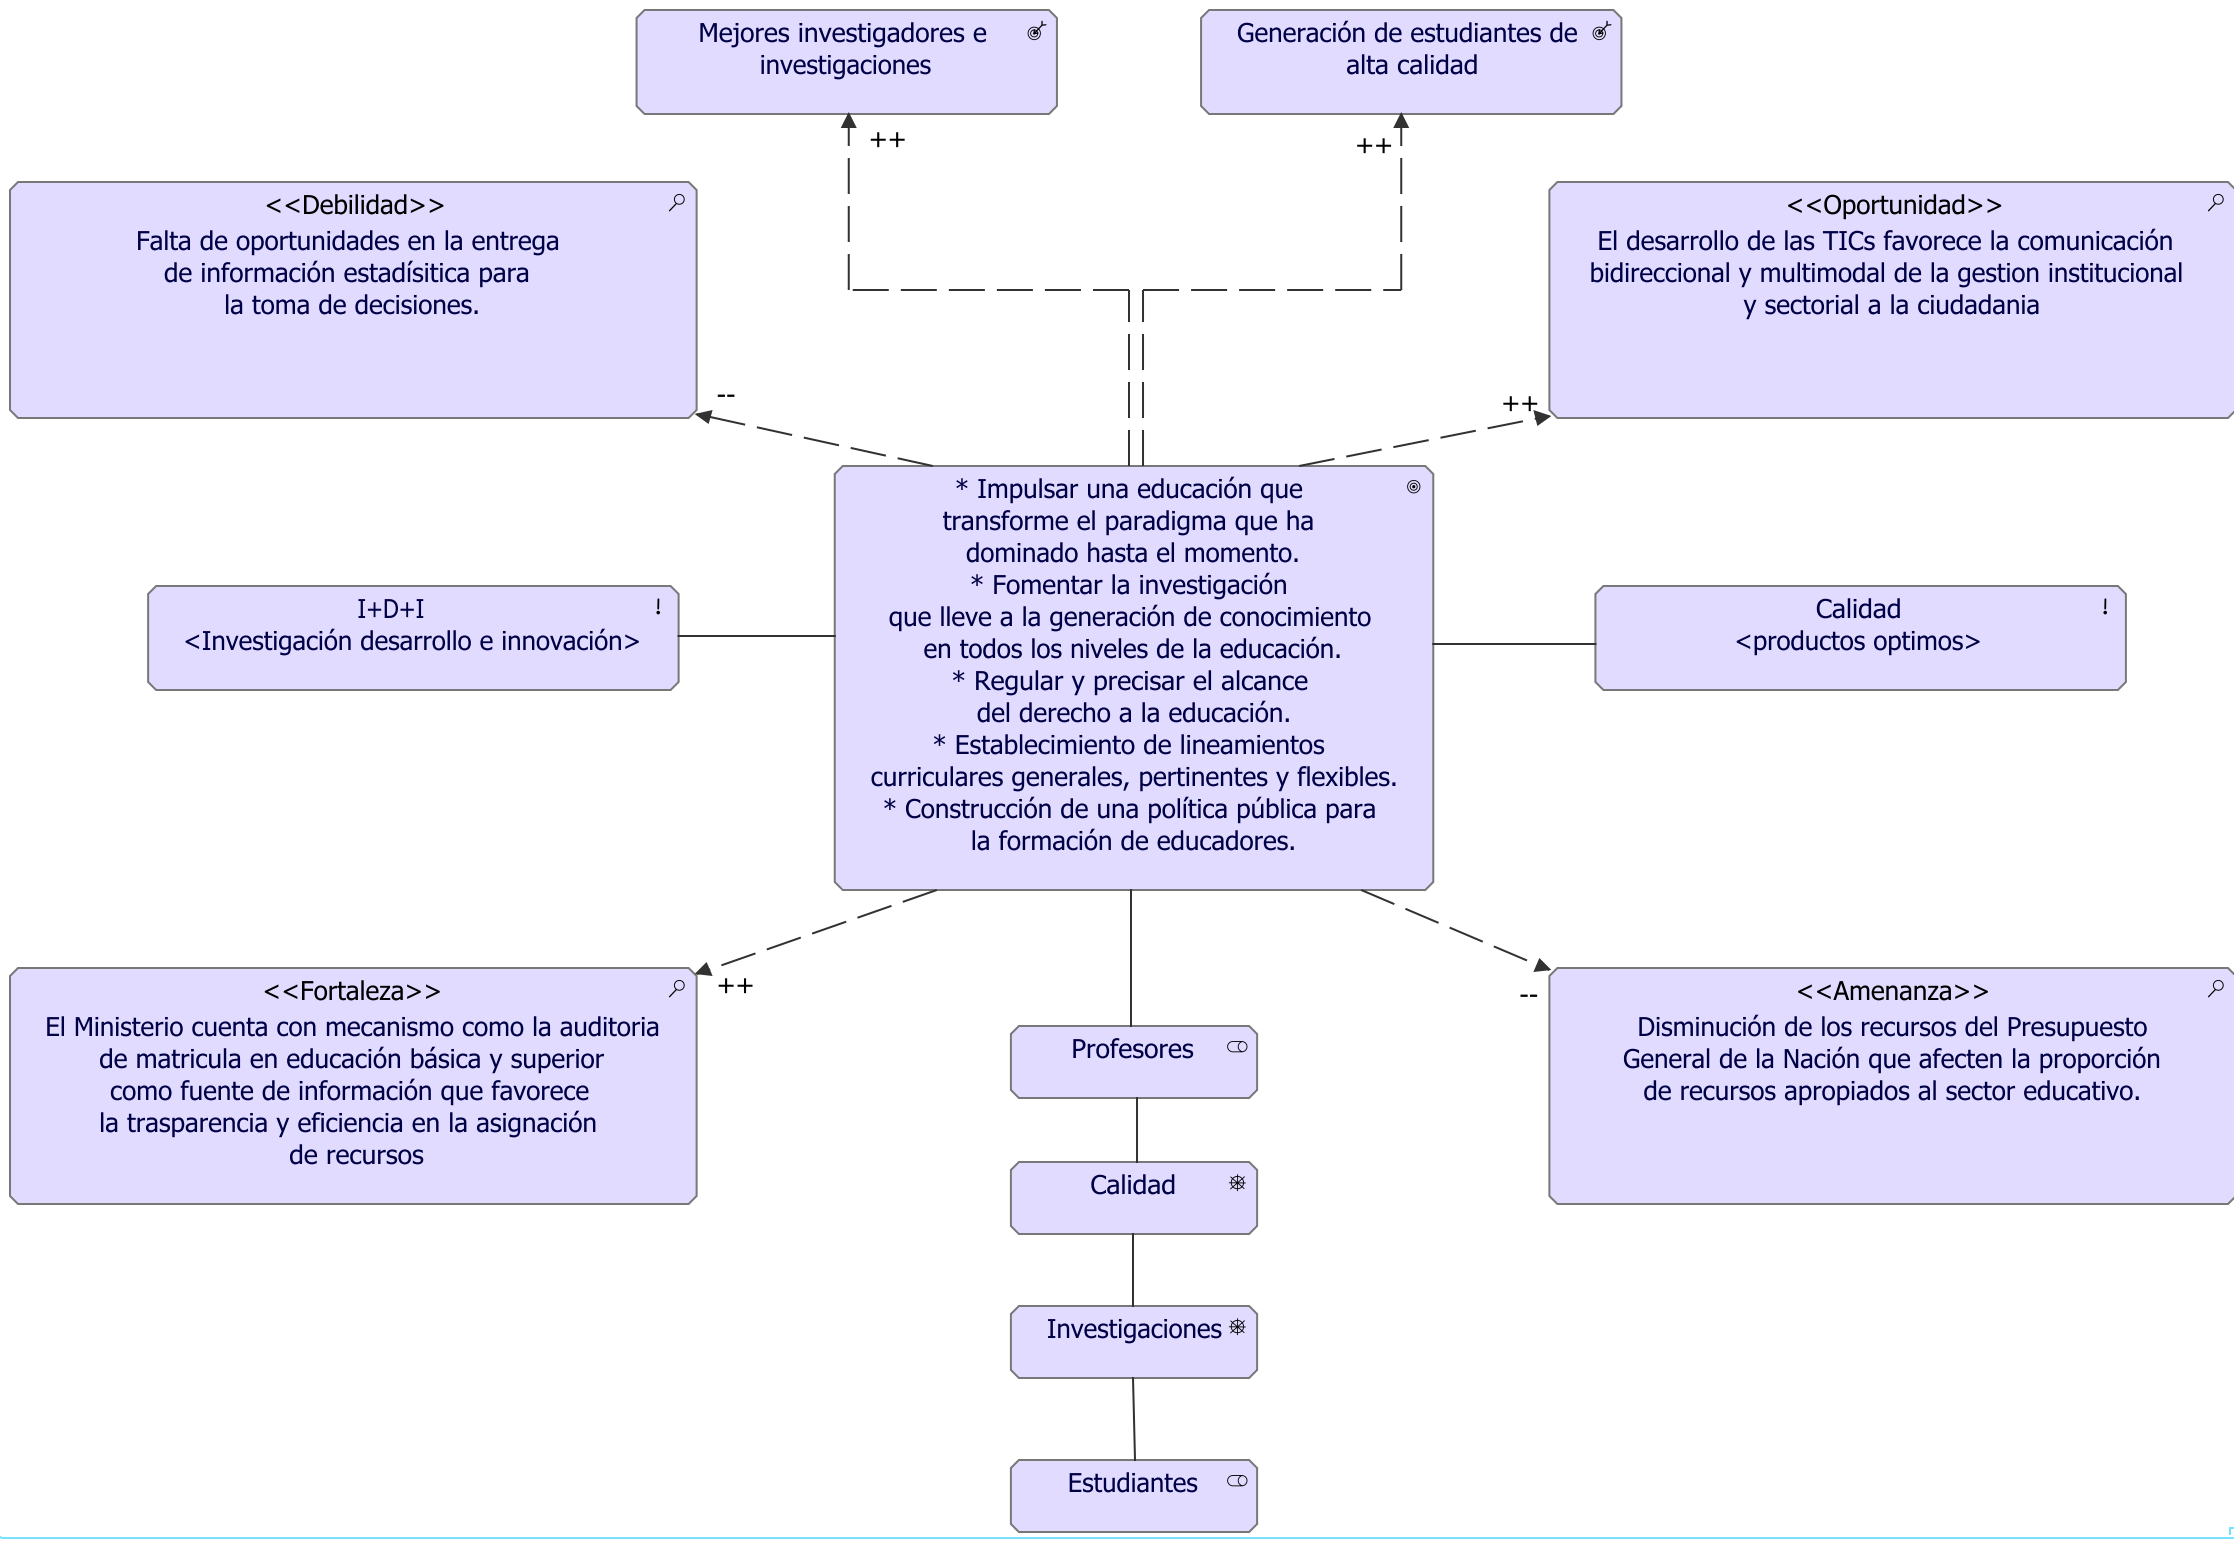 Mejores investigadores e
investigaciones
Generación de estudiantes de
alta calidad
++
++
<<Debilidad>>
Falta de oportunidades en la entrega
de información estadísitica para
la toma de decisiones.
<<Oportunidad>>
El desarrollo de las TICs favorece la comunicación
bidireccional y multimodal de la gestion institucional
y sectorial a la ciudadania
--
++
* Impulsar una educación que
transforme el paradigma que ha
dominado hasta el momento.
* Fomentar la investigación
que lleve a la generación de conocimiento
en todos los niveles de la educación.
* Regular y precisar el alcance
del derecho a la educación.
* Establecimiento de lineamientos
curriculares generales, pertinentes y flexibles.
* Construcción de una política pública para
la formación de educadores.
I+D+I
<Investigación desarrollo e innovación>
Calidad
<productos optimos>
<<Fortaleza>>
El Ministerio cuenta con mecanismo como la auditoria
de matricula en educación básica y superior
como fuente de información que favorece
la trasparencia y eficiencia en la asignación
de recursos
++
--
<<Amenanza>>
Disminución de los recursos del Presupuesto
General de la Nación que afecten la proporción
de recursos apropiados al sector educativo.
Profesores
Calidad
Investigaciones
Estudiantes